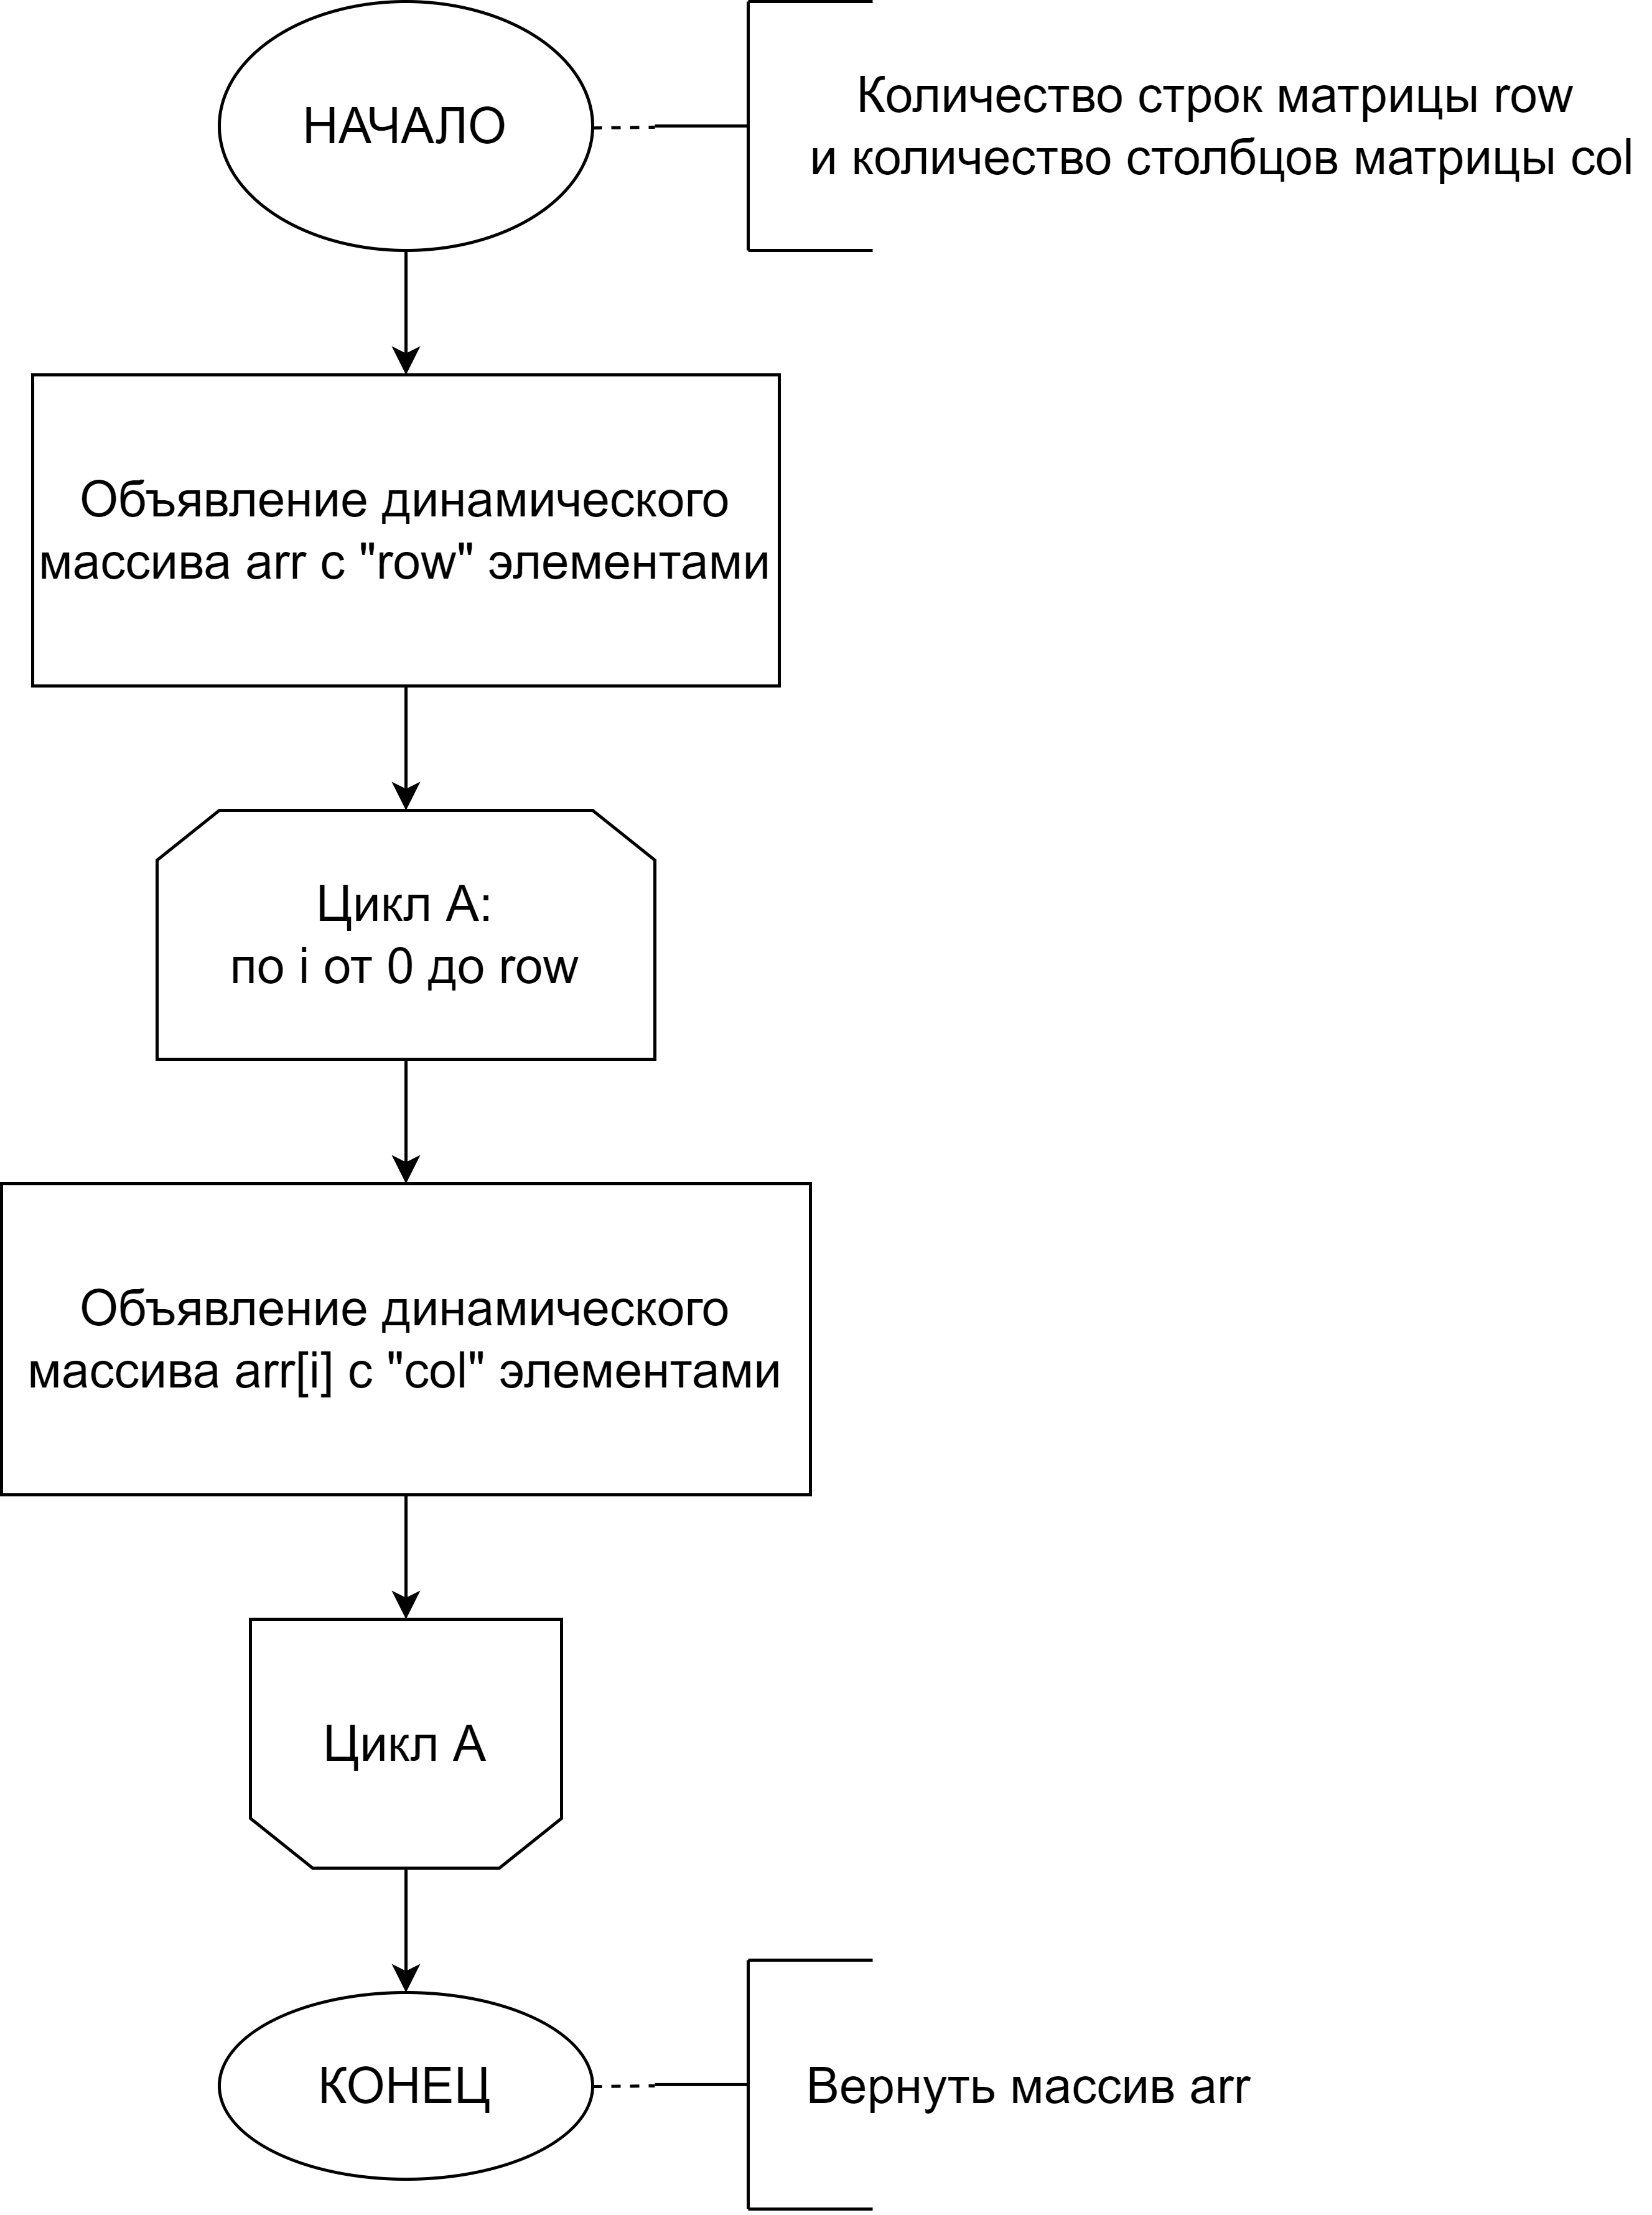 НАЧАЛО
Количество строк матрицы row
и количество столбцов матрицы col
Объявление динамического
массива arr с "row" элементами
Цикл А:
по i от 0 до row
Объявление динамического
массива arr[i] с "col" элементами
Цикл А
КОНЕЦ
Вернуть массив arr